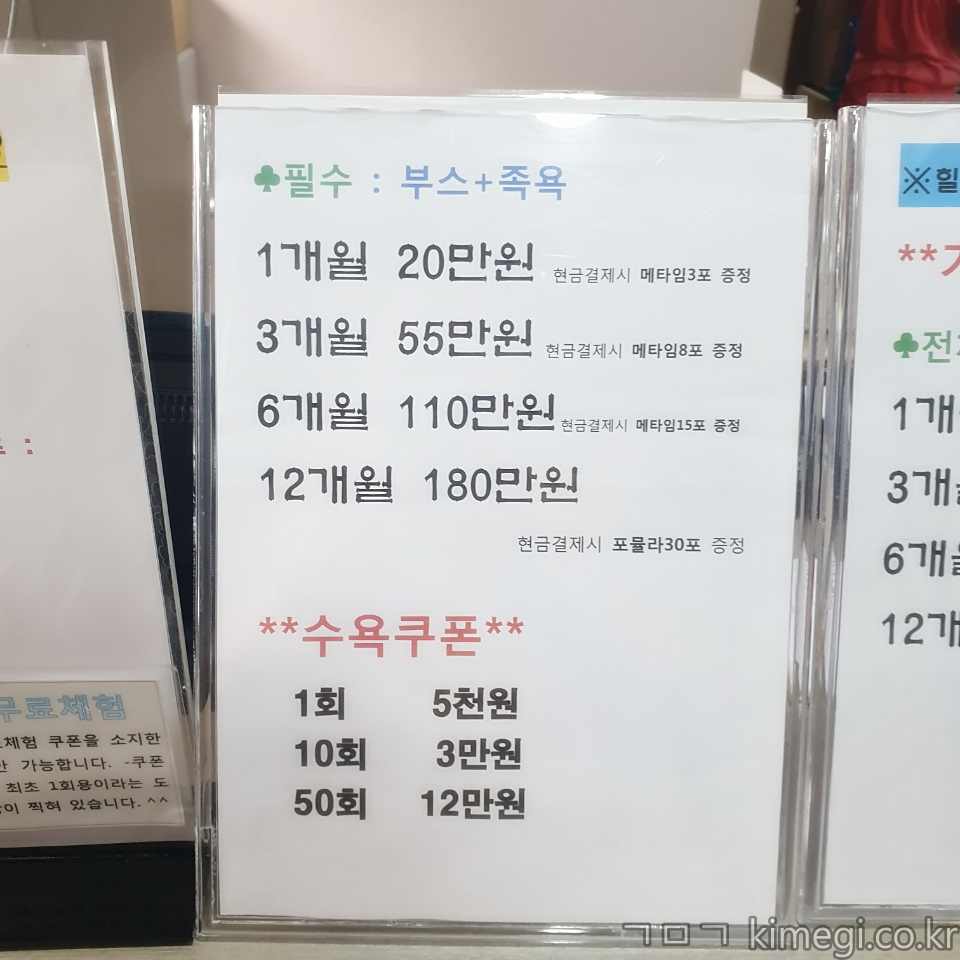 ♣필수 : 부스+족욕
1개월 20만원 현금결제시 메타임3포 증정
3개월 55만원 현금결제시 메타임8포 증정
6개월 110만원 현금결제시 메타임15포 증정
12개월 180만원
현금결제시 포뮬라30포 증정
**수욕쿠폰**
1회 5천원
10회 3만원
50회 12만원
무료체험
체험 쿠폰을 소지한
가능합니다. -쿠폰
최초 1회용이라는 도
찍혀 있습니다.^^
※힐
**
♣전
1개
3개
6개
12개
ㄱㅁㄱ kimegi.co.kr